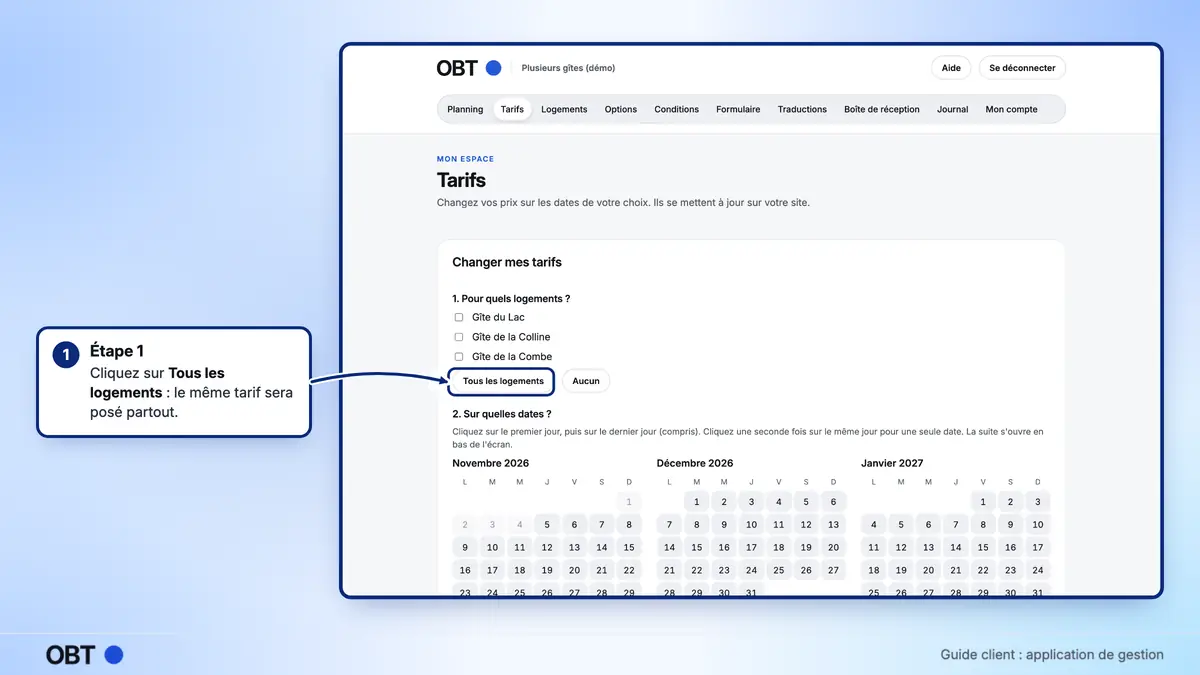 OBT
Plusieurs gîtes (démo)
Aide
Se déconnecter
Planning Tarifs Logements Options Conditions Formulaire Traductions Boîte de réception Journal Mon compte
MON ESPACE
Tarifs
Changez vos prix sur les dates de votre choix. Ils se mettent à jour sur votre site.
Changer mes tarifs
1. Pour quels logements ?
Gîte du Lac
Gîte de la Colline
Gîte de la Combe
Tous les logements Aucun
1
Étape 1
Cliquez sur Tous les
logements : le même tarif sera
posé partout.
2. Sur quelles dates ?
Cliquez sur le premier jour, puis sur le dernier jour (compris). Cliquez une seconde fois sur le même jour pour une seule date. La suite s'ouvre en
bas de l'écran.
Novembre 2026
L M M J V S D
1
2 3 4 5 6 7 8
9 10 11 12 13 14 15
16 17 18 19 20 21 22
23 24 25 26 27 28 29
Décembre 2026
L M M J V S D
1 2 3 4 5 6
7 8 9 10 11 12 13
14 15 16 17 18 19 20
21 22 23 24 25 26 27
28 29 30 31
Janvier 2027
L M M J V S D
1 2 3
4 5 6 7 8 9 10
11 12 13 14 15 16 17
18 19 20 21 22 23 24
25 26 27 28 29 30 31
OBT
Guide client : application de gestion